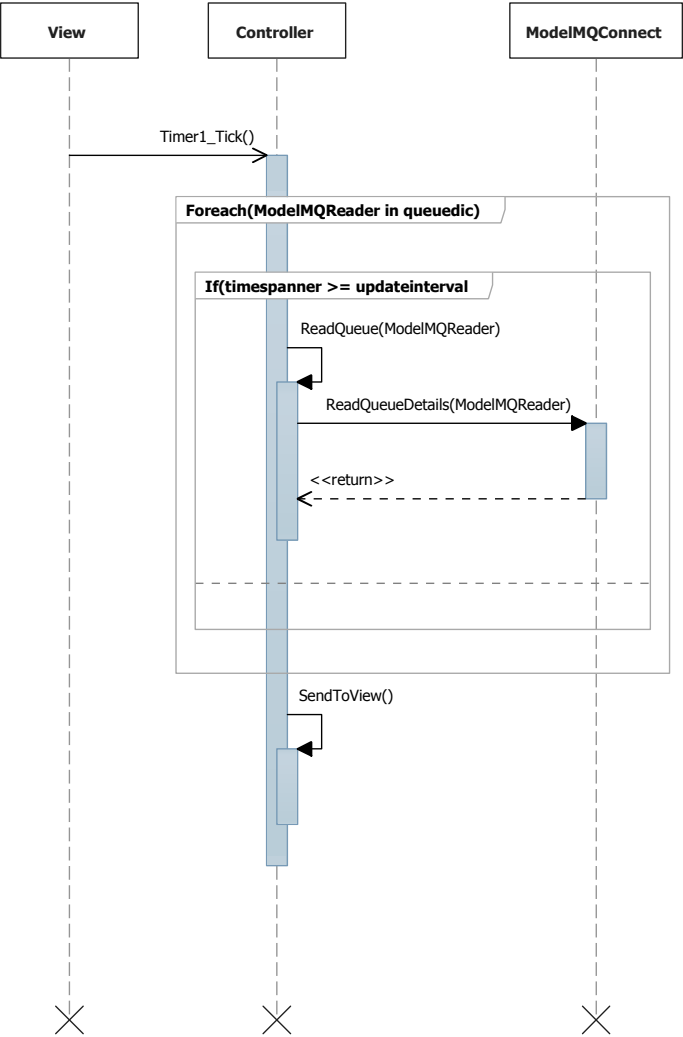 View
Controller
ModelMQConnect
Timer1_Tick()
Foreach(ModelMQReader in queuedic)
If(timespanner >= updateinterval
ReadQueue(ModelMQReader)
ReadQueueDetails(ModelMQReader)
<<return>>
SendToView()